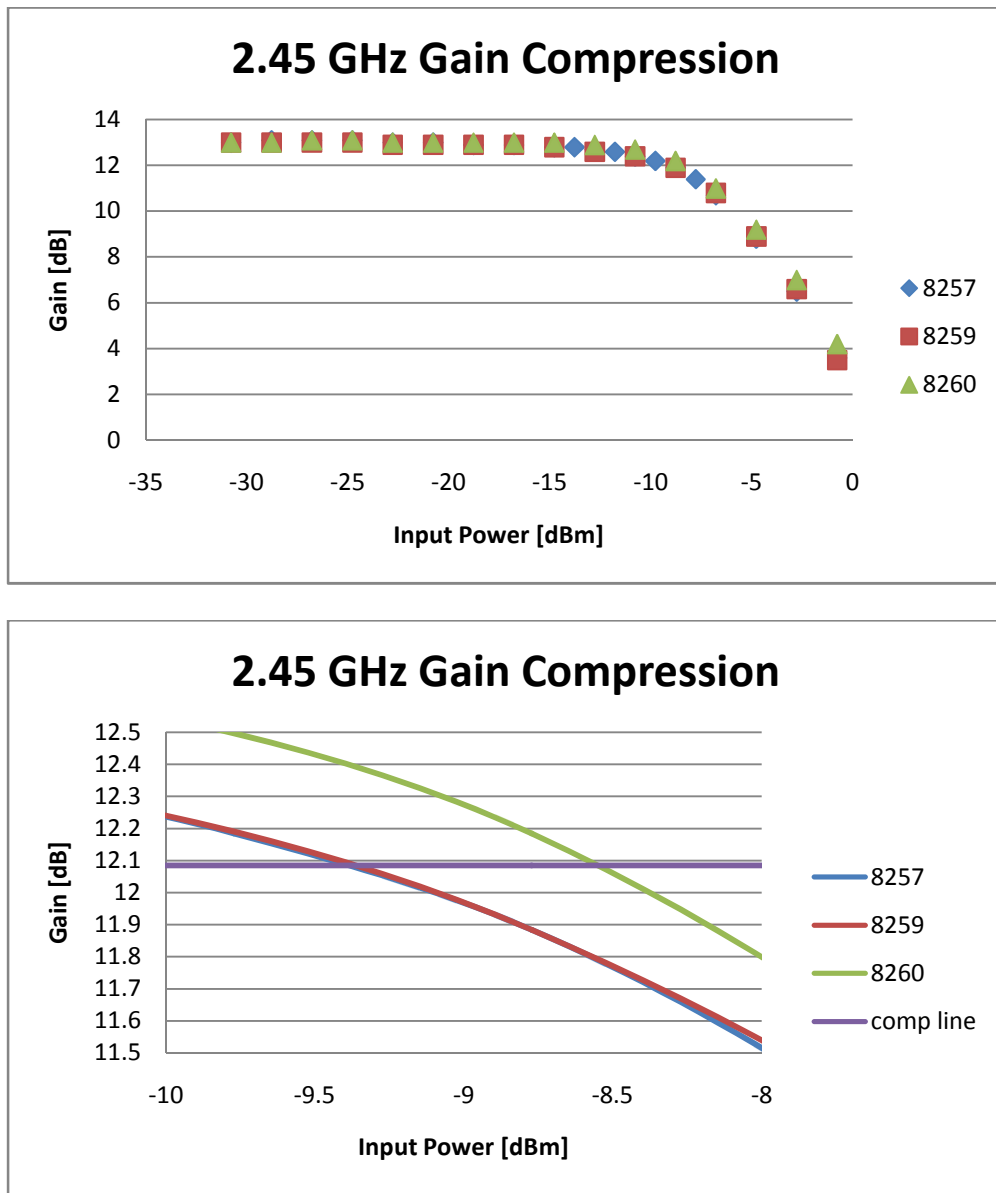 2.45 GHz Gain Compression
14
12
10
8
6
4
2
0
Gain [dB]
-35 -30 -25 -20 -15 -10 -5 0
Input Power [dBm]
8257
8259
8260
2.45 GHz Gain Compression
12.5
12.4
12.3
12.2
12.1
12
11.9
11.8
11.7
11.6
11.5
Gain [dB]
-10 -9.5 -9 -8.5 -8
Input Power [dBm]
8257
8259
8260
comp line